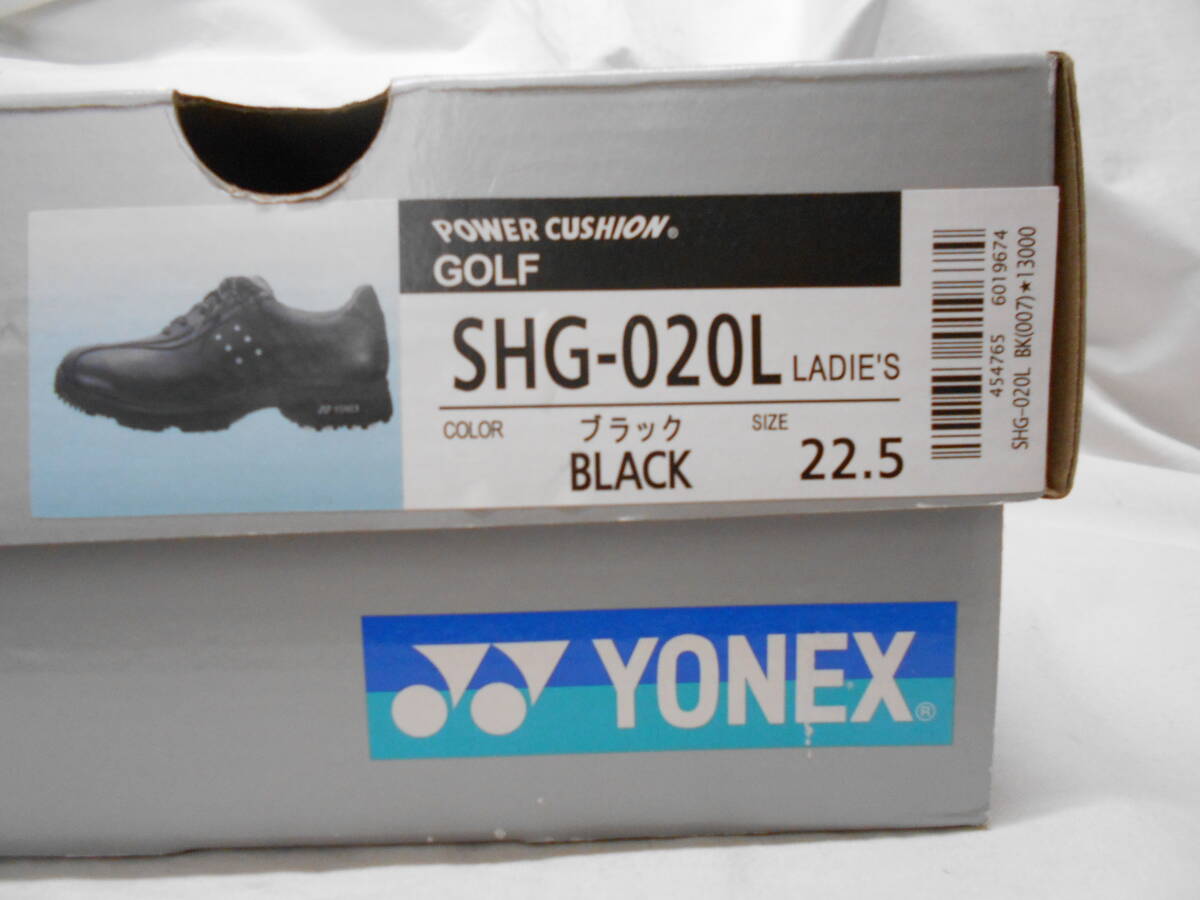 POWER CUSHION®
GOLF
SHG-020L LADIE'S
COLOR ブラック BLACK
SIZE 22.5
454765 6019674
SHG-020L BK(007)★13000
YONEX
YONEX®